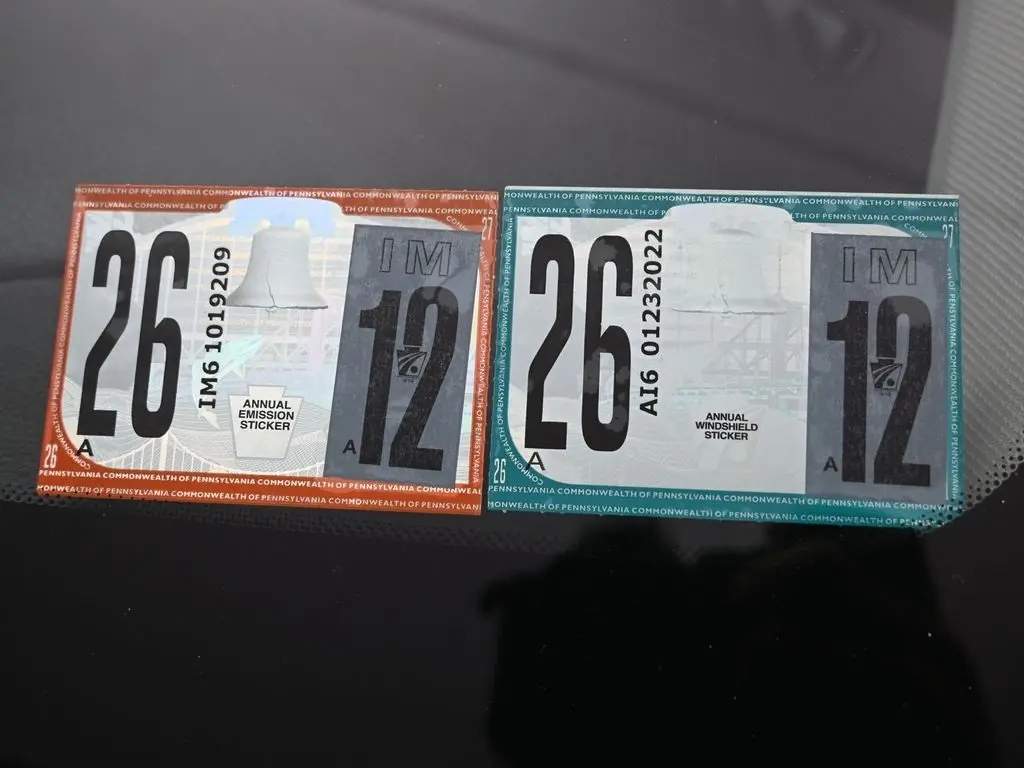 COMMONWEALTH OF PENNSYLVANIA COMMONWEALTH OF PENNSYLVANIA
26
IM6 1019209
IM
12
27
ANNUAL
EMISSION
STICKER
A
A
26
PENNSYLVANIA COMMONWEALTH OF PENNSYLVANIA COMMONWEALTH OF PENNSYLVANIA
COMMONWEALTH OF PENNSYLVANIA COMMONWEALTH OF PENNSYLVANIA
26
AI6 01232022
IM
12
27
ANNUAL
WINDSHIELD
STICKER
A
A
26
COMMONWEALTH OF PENNSYLVANIA COMMONWEALTH OF PENNSYLVANIA